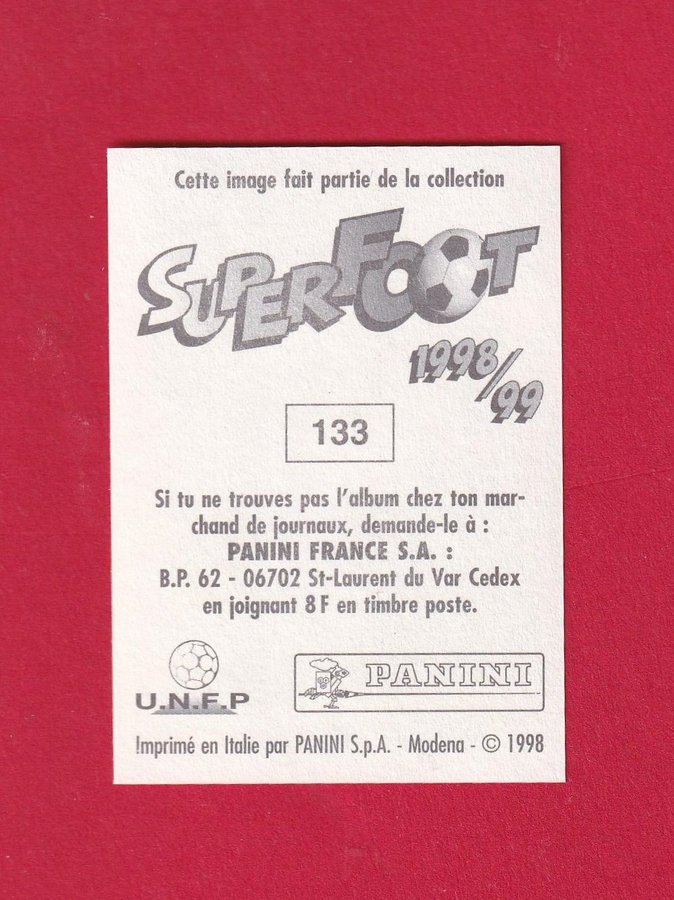 Cette image fait partie de la collection
SUPERFOOT
1998/99
133
Si tu ne trouves pas l'album chez ton mar-
chand de journaux, demande-le à :
PANINI FRANCE S.A. :
B.P. 62 - 06702 St-Laurent du Var Cedex
en joignant 8 F en timbre poste.
U.N.F.P
PANINI
Imprimé en Italie par PANINI S.p.A. - Modena - © 1998